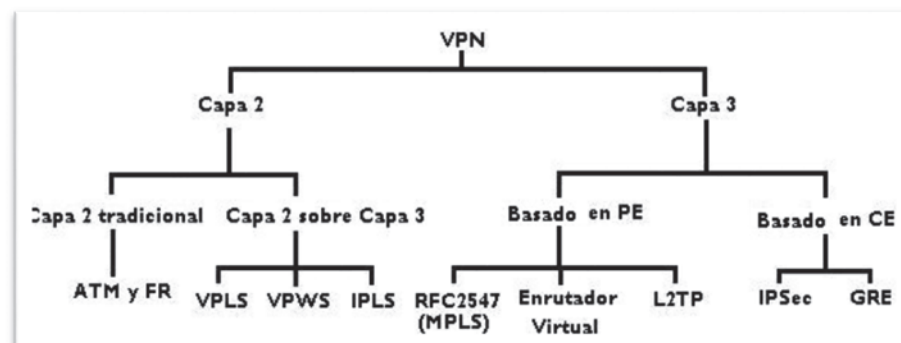 VPN
Capa 2
Capa 3
Capa 2 tradicional
Capa 2 sobre Capa 3
Basado en PE
Basado en CE
ATM y FR
VPLS
VPWS
IPLS
RFC2547
(MPLS)
Enrutador
Virtual
L2TP
IPSec
GRE